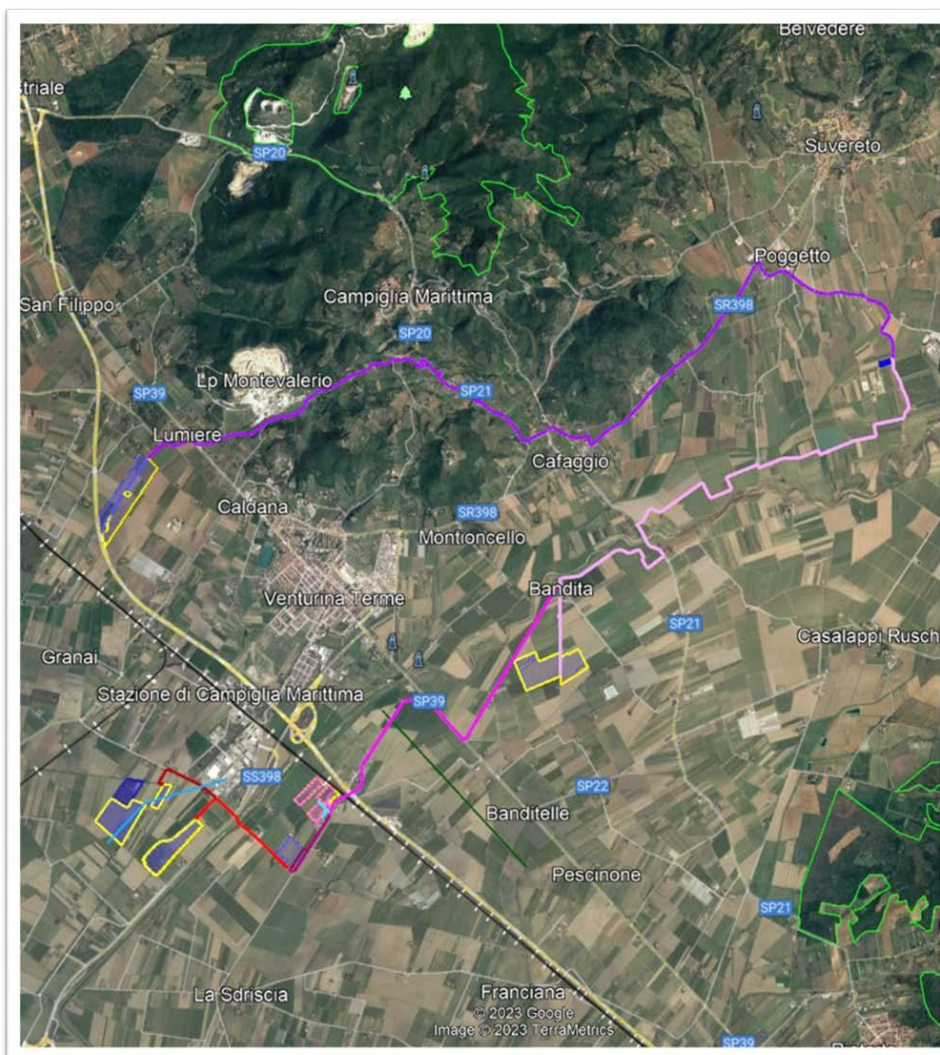 Belvedere
striale
SP20
Suvereto
Poggetto
San Filippo
Campiglia Marittima
SR398
SP20
Lp Montevalerio
SP39
SP21
Lumiere
Cafaggio
Caldana
SR398
Montioncello
Bandita
Venturina Terme
SP21
Casalappi Rusch
Granai
Stazione di Campiglia Marittima
SP39
SS398
SP22
Banditelle
Pescinone
SP21
La Sdriscia
Franciana
© 2023 Google
Image © 2023 TerraMetrics
SP39